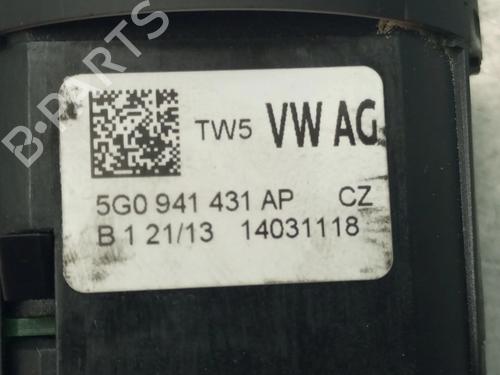 TW5 VW AG
5G0 941 431 AP CZ
B 1 21/13 14031118
B-PARTS